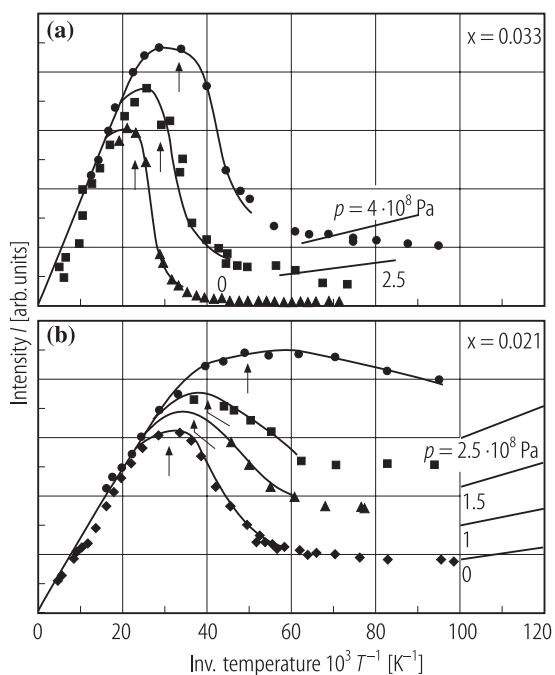 (a)
x = 0.033
p = 4 ·10⁸ Pa
0
2.5
Intensity I [arb. units]
(b)
x = 0.021
p = 2.5 ·10⁸ Pa
1.5
1
0
0 20 40 60 80 100 120
Inv. temperature 10³ T⁻¹ [K⁻¹]